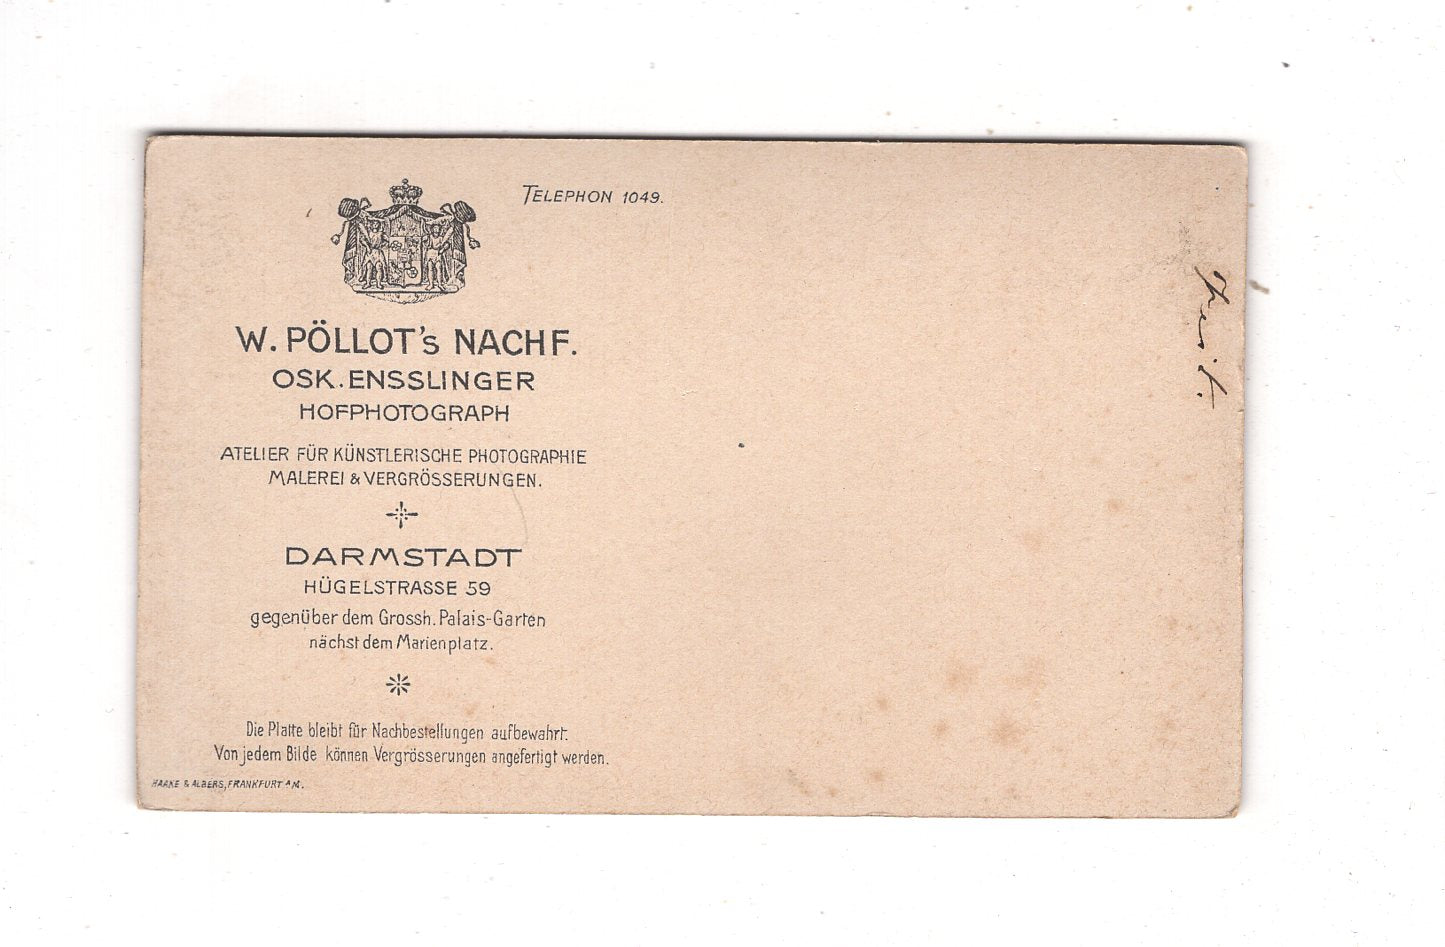 TELEPHON 1049.
W. PÖLLOT's NACHF.
OSK. ENSSLINGER
HOFPHOTOGRAPH
ATELIER FÜR KÜNSTLERISCHE PHOTOGRAPHIE
MALEREI & VERGRÖSSERUNGEN.
DARMSTADT
HÜGELSTRASSE 59
gegenüber dem Grossh. Palais-Garten
nächst dem Marienplatz.
Die Platte bleibt für Nachbestellungen aufbewahrt.
Von jedem Bilde können Vergrösserungen angefertigt werden.
HAAKE & ALBERS, FRANKFURT A M.